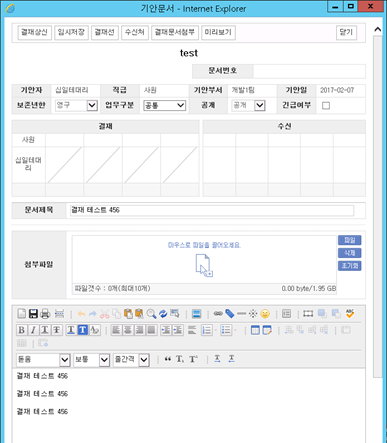 기안문서 - Internet Explorer
결재상신 임시저장 결재선 수신처 결재문서첨부 미리보기 닫기
test
문서번호
기안자 십일테대리 직급 사원 기안부서 개발1팀 기안일 2017-02-07
보존년한 영구 업무구분 공통 공개 공개 긴급여부
결재 수신
사원
십일테대리
문서제목 결재 테스트 456
첨부파일
마우스로 파일을 끌어오세요.
파일
삭제
초기화
파일갯수 : 0개(최대10개) 0.00 byte/1.95 GB
돋움 보통 줄간격
결재 테스트 456
결재 테스트 456
결재 테스트 456